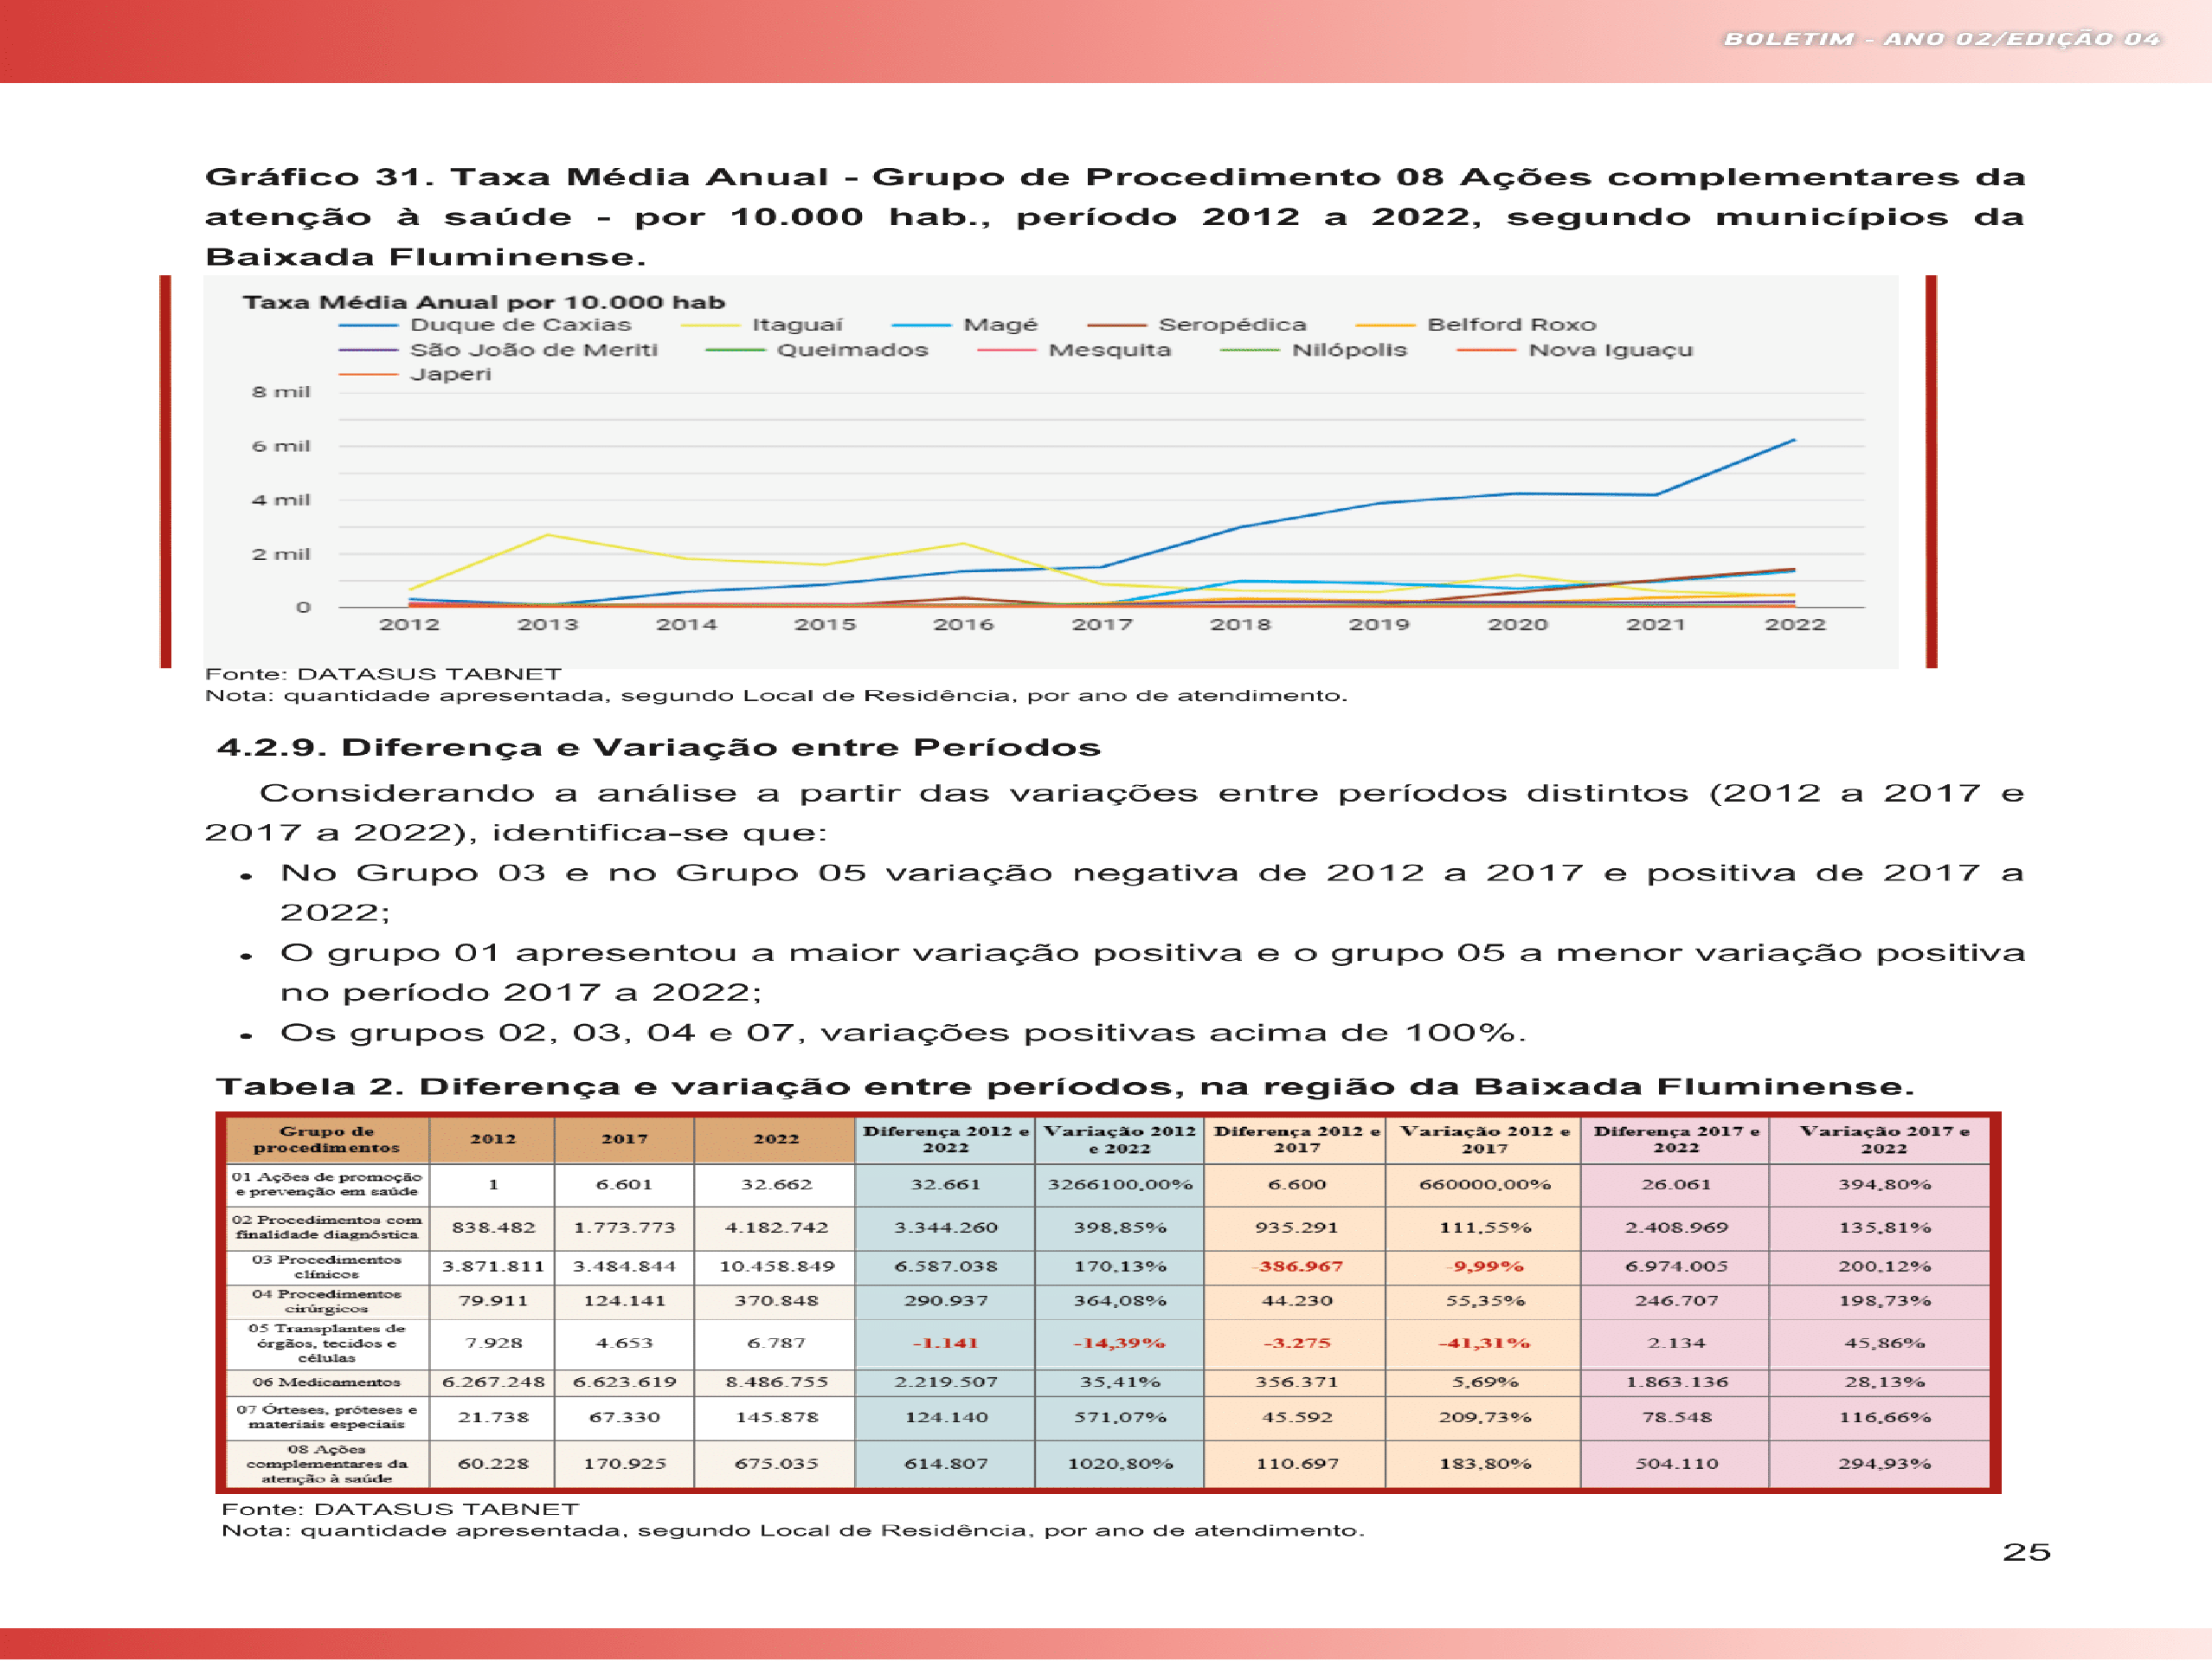 BOLETIM - ANO 02/EDIÇÃO 04
Gráfico 31. Taxa Média Anual - Grupo de Procedimento 08 Ações complementares da
atenção à saúde - por 10.000 hab., período 2012 a 2022, segundo municípios da
Baixada Fluminense.
Taxa Média Anual por 10.000 hab
Duque de Caxias Itaguaí Magé Seropédica Belford Roxo
São João de Meriti Queimados Mesquita Nilópolis Nova Iguaçu
Japeri
8 mil
6 mil
4 mil
2 mil
0
2012 2013 2014 2015 2016 2017 2018 2019 2020 2021 2022
Fonte: DATASUS TABNET
Nota: quantidade apresentada, segundo Local de Residência, por ano de atendimento.
4.2.9. Diferença e Variação entre Períodos
Considerando a análise a partir das variações entre períodos distintos (2012 a 2017 e
2017 a 2022), identifica-se que:
• No Grupo 03 e no Grupo 05 variação negativa de 2012 a 2017 e positiva de 2017 a
2022;
• O grupo 01 apresentou a maior variação positiva e o grupo 05 a menor variação positiva
no período 2017 a 2022;
• Os grupos 02, 03, 04 e 07, variações positivas acima de 100%.
Tabela 2. Diferença e variação entre períodos, na região da Baixada Fluminense.
Grupo de procedimentos 2012 2017 2022 Diferença 2012 e 2022 Variação 2012 e 2022 Diferença 2012 e 2017 Variação 2012 e 2017 Diferença 2017 e 2022 Variação 2017 e 2022
01 Ações de promoção e prevenção em saúde 1 6.601 32.662 32.661 3266100,00% 6.600 660000,00% 26.061 394,80%
02 Procedimentos com finalidade diagnóstica 838.482 1.773.773 4.182.742 3.344.260 398,85% 935.291 111,55% 2.408.969 135,81%
03 Procedimentos clínicos 3.871.811 3.484.844 10.458.849 6.587.038 170,13% -386.967 -9,99% 6.974.005 200,12%
04 Procedimentos cirúrgicos 79.911 124.141 370.848 290.937 364,08% 44.230 55,35% 246.707 198,73%
05 Transplantes de órgãos, tecidos e células 7.928 4.653 6.787 -1.141 -14,39% -3.275 -41,31% 2.134 45,86%
06 Medicamentos 6.267.248 6.623.619 8.486.755 2.219.507 35,41% 356.371 5,69% 1.863.136 28,13%
07 Órteses, próteses e materiais especiais 21.738 67.330 145.878 124.140 571,07% 45.592 209,73% 78.548 116,66%
08 Ações complementares da atenção à saúde 60.228 170.925 675.035 614.807 1020,80% 110.697 183,80% 504.110 294,93%
Fonte: DATASUS TABNET
Nota: quantidade apresentada, segundo Local de Residência, por ano de atendimento.
25